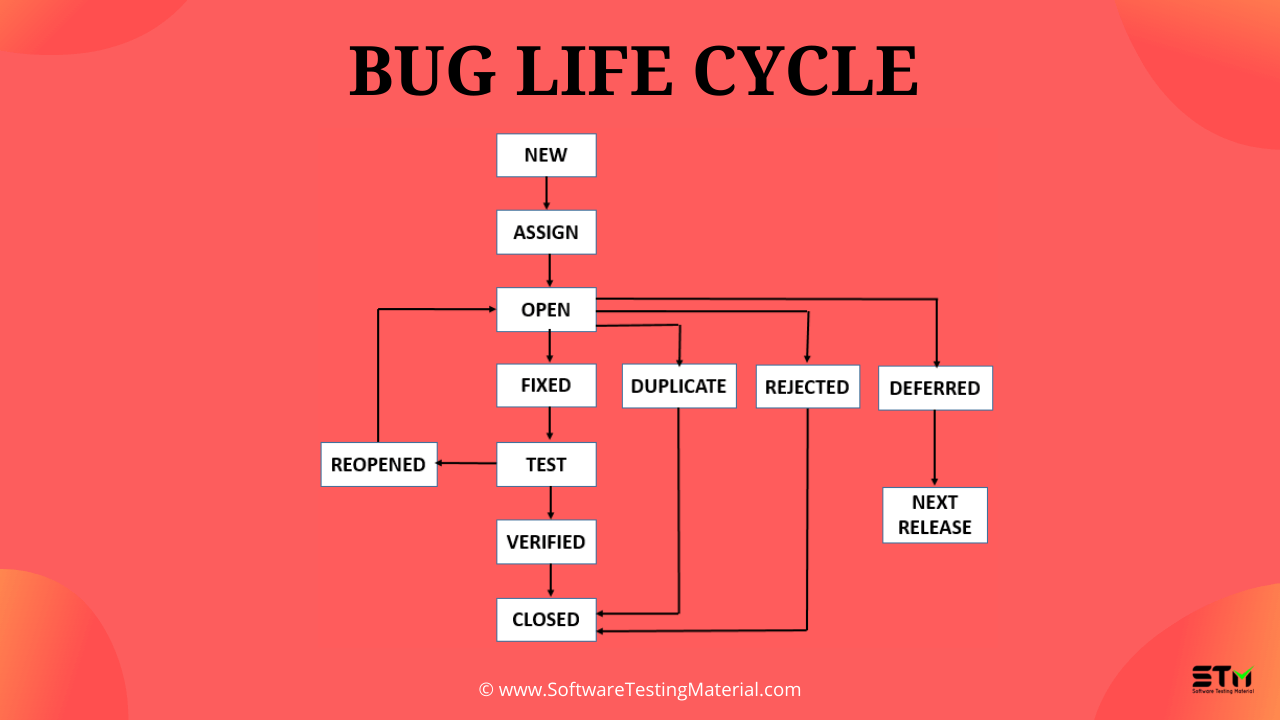 BUG LIFE CYCLE
NEW
ASSIGN
OPEN
FIXED
DUPLICATE
REJECTED
DEFERRED
REOPENED
TEST
NEXT
RELEASE
VERIFIED
CLOSED
© www.SoftwareTestingMaterial.com
STM
Software Testing Material